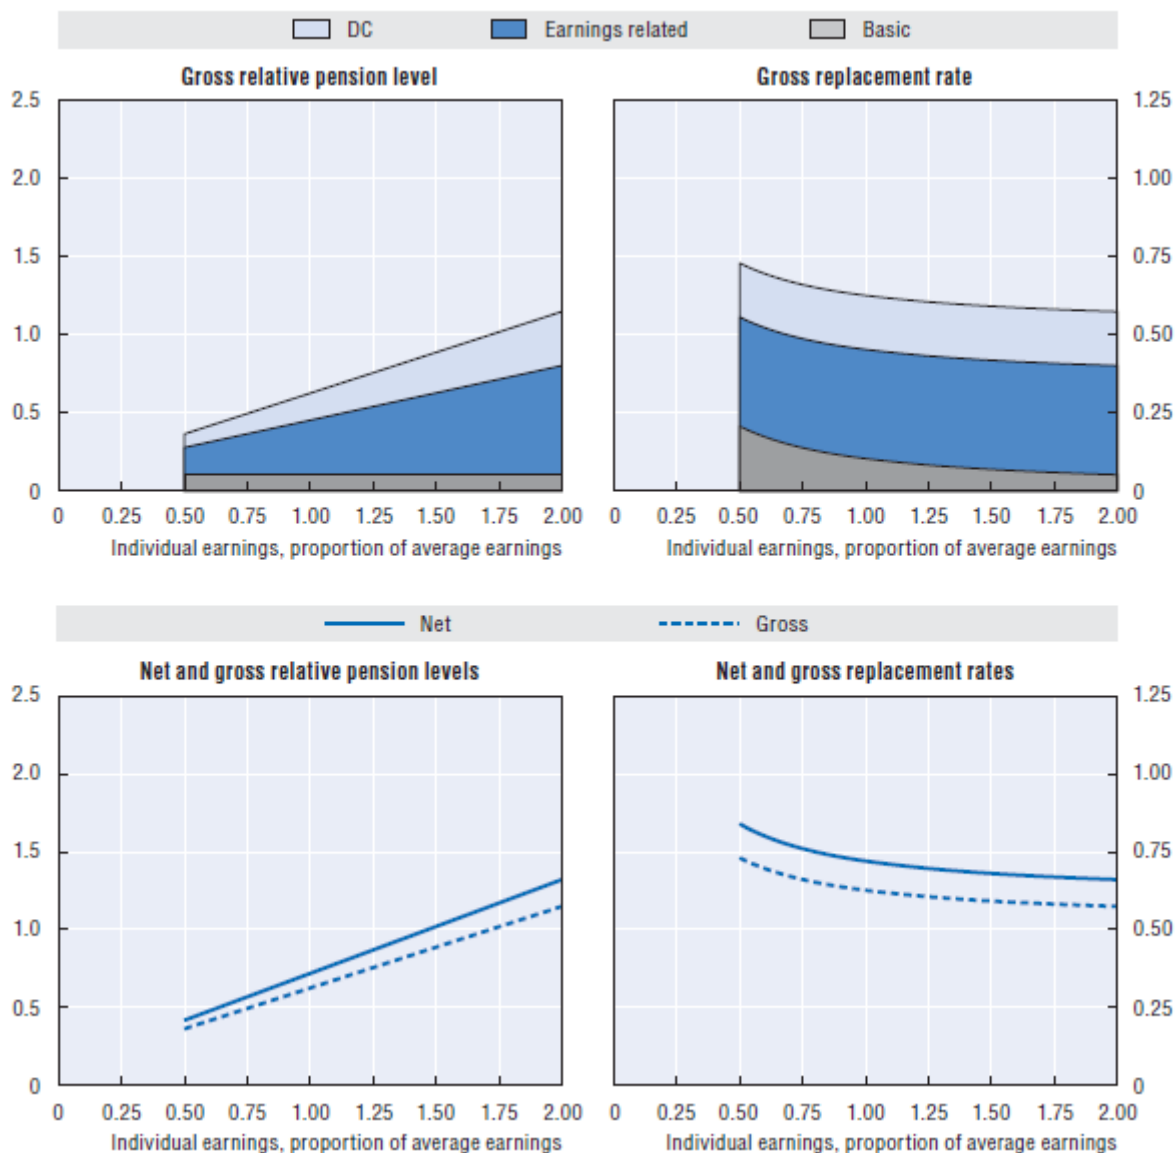 DC Earnings related Basic
Gross relative pension level Gross replacement rate
2.5 1.25
2.0 1.00
1.5 0.75
1.0 0.50
0.5 0.25
0 0
0 0.25 0.50 0.75 1.00 1.25 1.50 1.75 2.00 0 0.25 0.50 0.75 1.00 1.25 1.50 1.75 2.00
Individual earnings, proportion of average earnings Individual earnings, proportion of average earnings
Net Gross
Net and gross relative pension levels Net and gross replacement rates
2.5 1.25
2.0 1.00
1.5 0.75
1.0 0.50
0.5 0.25
0 0
0 0.25 0.50 0.75 1.00 1.25 1.50 1.75 2.00 0 0.25 0.50 0.75 1.00 1.25 1.50 1.75 2.00
Individual earnings, proportion of average earnings Individual earnings, proportion of average earnings